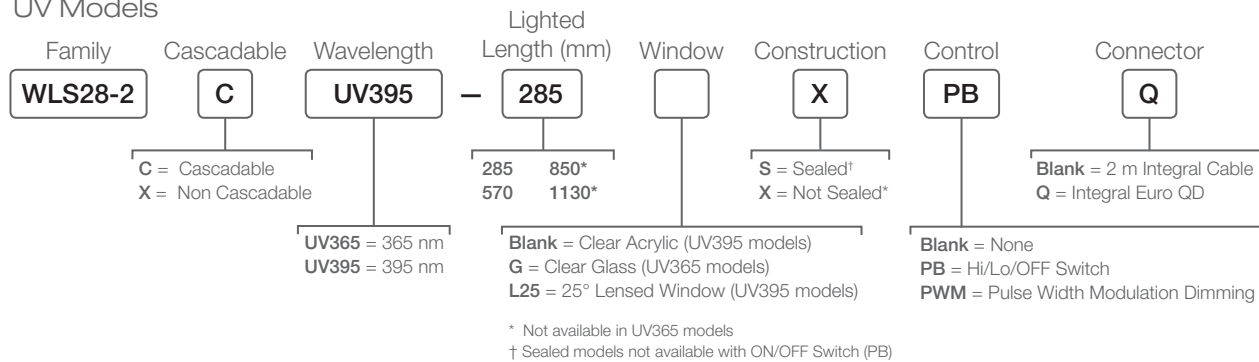 UV Models
Family
Cascadable
Wavelength
Lighted
Length (mm)
Window
Construction
Control
Connector
WLS28-2
C
UV395
–
285
X
PB
Q
C = Cascadable
X = Non Cascadable
285 850*
570 1130*
S = Sealed†
X = Not Sealed*
Blank = 2 m Integral Cable
Q = Integral Euro QD
UV365 = 365 nm
UV395 = 395 nm
Blank = Clear Acrylic (UV395 models)
G = Clear Glass (UV365 models)
L25 = 25° Lensed Window (UV395 models)
Blank = None
PB = Hi/Lo/OFF Switch
PWM = Pulse Width Modulation Dimming
* Not available in UV365 models
† Sealed models not available with ON/OFF Switch (PB)